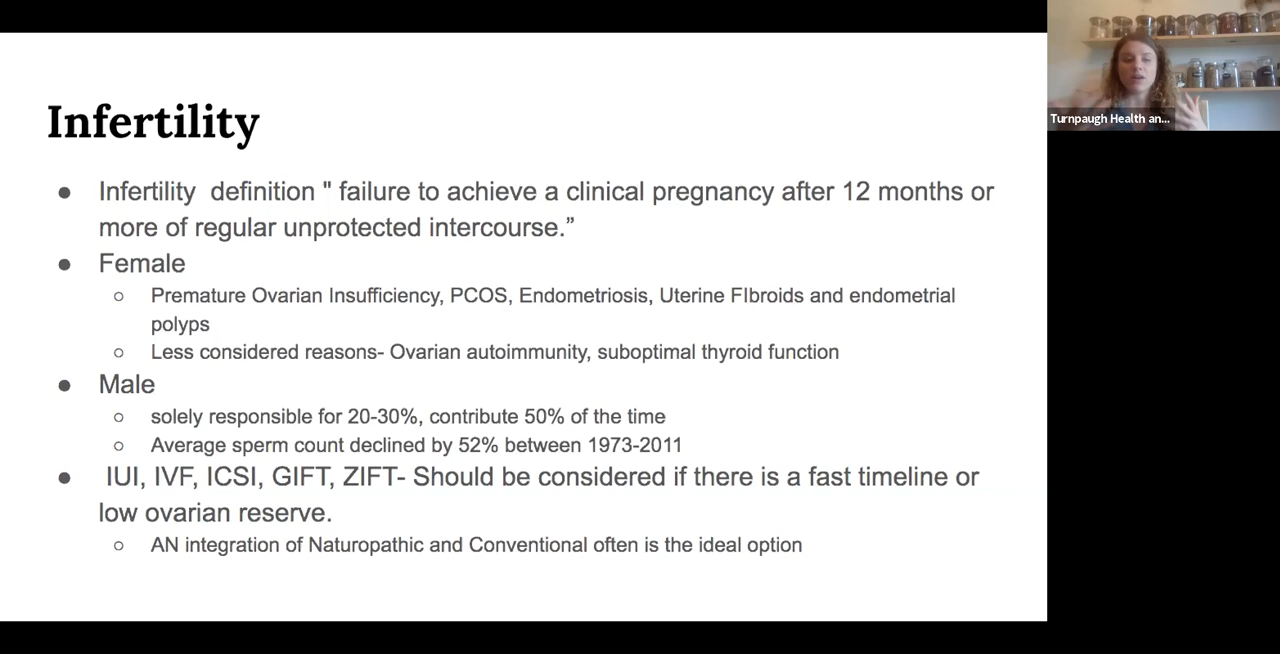 Infertility
● Infertility definition " failure to achieve a clinical pregnancy after 12 months or
more of regular unprotected intercourse.”
● Female
○ Premature Ovarian Insufficiency, PCOS, Endometriosis, Uterine FIbroids and endometrial
polyps
○ Less considered reasons- Ovarian autoimmunity, suboptimal thyroid function
● Male
○ solely responsible for 20-30%, contribute 50% of the time
○ Average sperm count declined by 52% between 1973-2011
● IUI, IVF, ICSI, GIFT, ZIFT- Should be considered if there is a fast timeline or
low ovarian reserve.
○ AN integration of Naturopathic and Conventional often is the ideal option
Turnpaugh Health an...